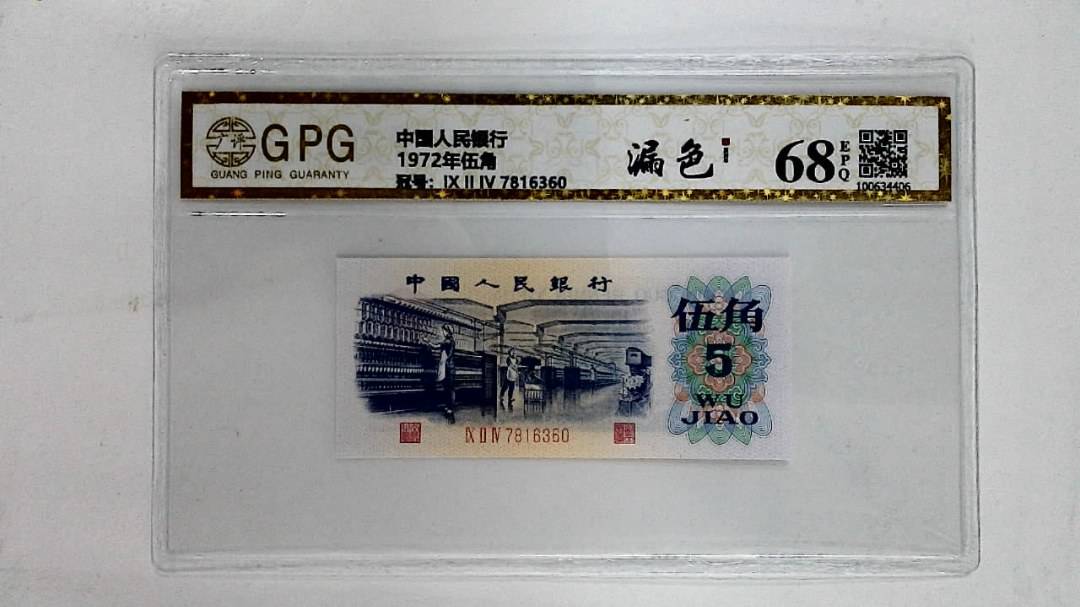 GPG
GUANG PING GUARANTY
中国人民银行
1972年伍角
冠号: IX II IV 7816360
漏色
68
EPQ
100634406
中國人民銀行
伍角
5
WU
JIAO
IX II IV 7816360